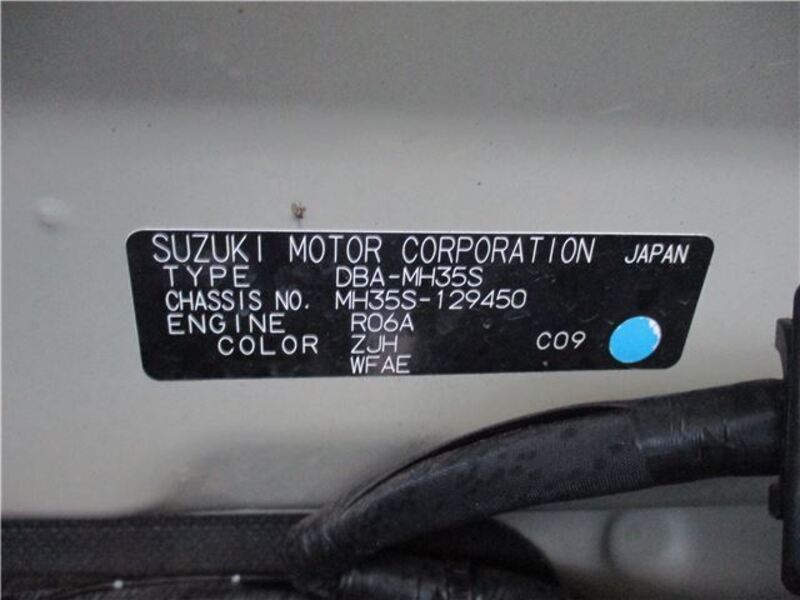 SUZUKI MOTOR CORPORATION JAPAN
TYPE DBA-MH35S
CHASSIS NO. MH35S-129450
ENGINE R06A
COLOR ZJH C09
WFAE